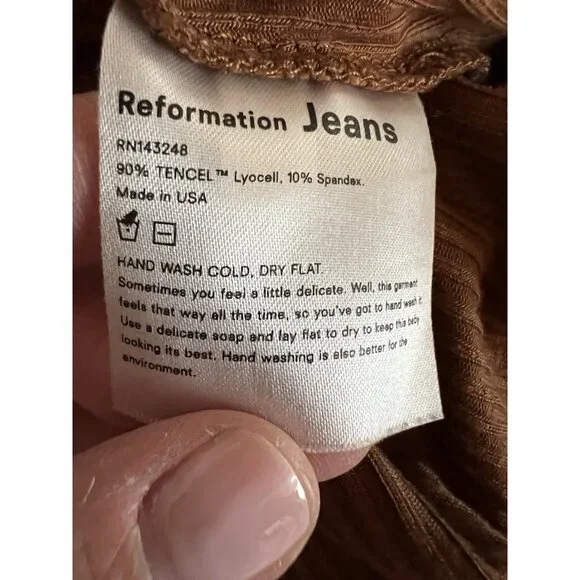 Reformation Jeans
RN143248
90% TENCEL™ Lyocell, 10% Spandex.
Made in USA
HAND WASH COLD, DRY FLAT.
Sometimes you feel a little delicate. Well, this garment
feels that way all the time, so you've got to hand wash it.
Use a delicate soap and lay flat to dry to keep this baby
looking its best. Hand washing is also better for the
environment.